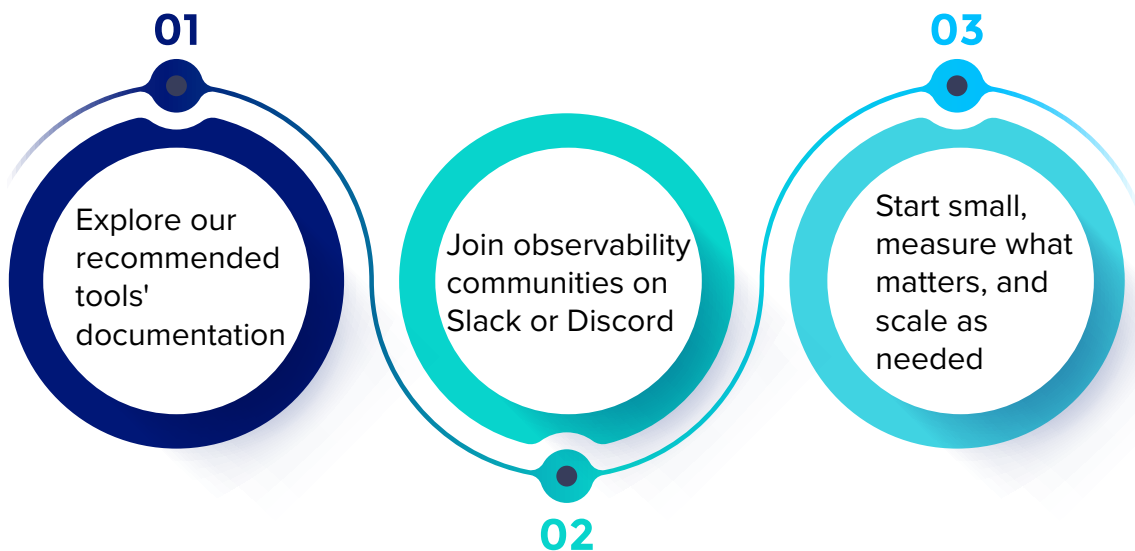 01
Explore our
recommended
tools'
documentation
02
Join observability
communities on
Slack or Discord
03
Start small,
measure what
matters, and
scale as
needed